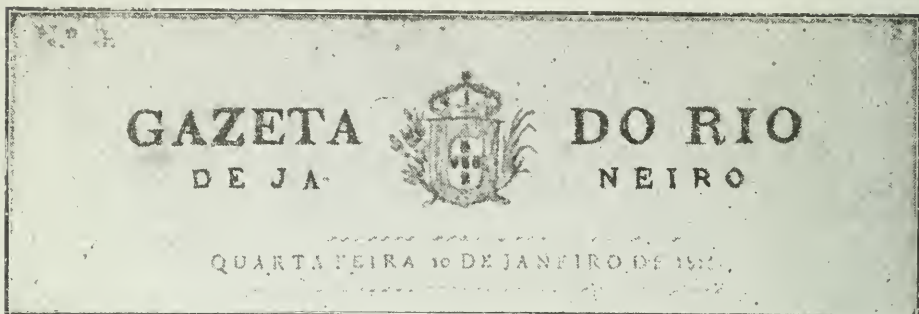 GAZETA DO RIO
DE JA- NEIRO
QUARTA FEIRA 10 DE JANEIRO DE